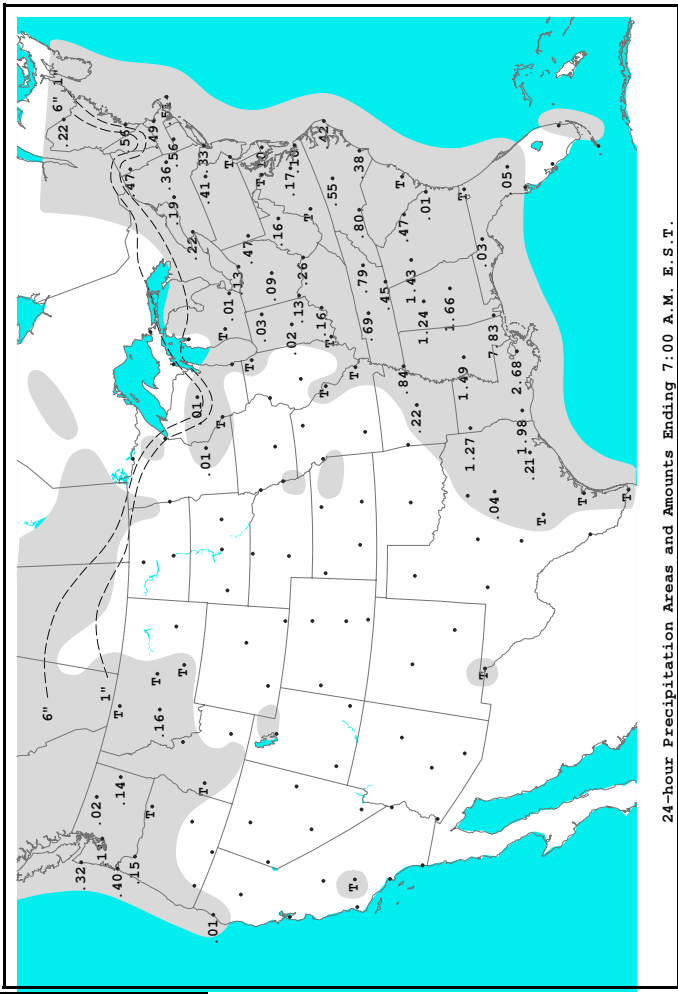 6" 1"
.22
6"
.32
.02
.13
1"
.40
T
.14
.56
.47
.15
T
.49
T
.16
.36
.51
.56
.19
T
.22
.01
T
.33
.41
.01
.01
T
T
.01
T
.13
.47
T
T
.10
.03
.09
.16
.17
.02
.10
.13
.26
T
.16
.42
T
T
.55
T
T
.38
.80
.79
.69
.45
T
.84
.47
1.43
.22
1.24
.01
1.66
T
1.49
1.27
.03
T
7.83
.04
.05
2.68
1.98
.21
T
T
T
24-hour Precipitation Areas and Amounts Ending 7:00 A.M. E.S.T.